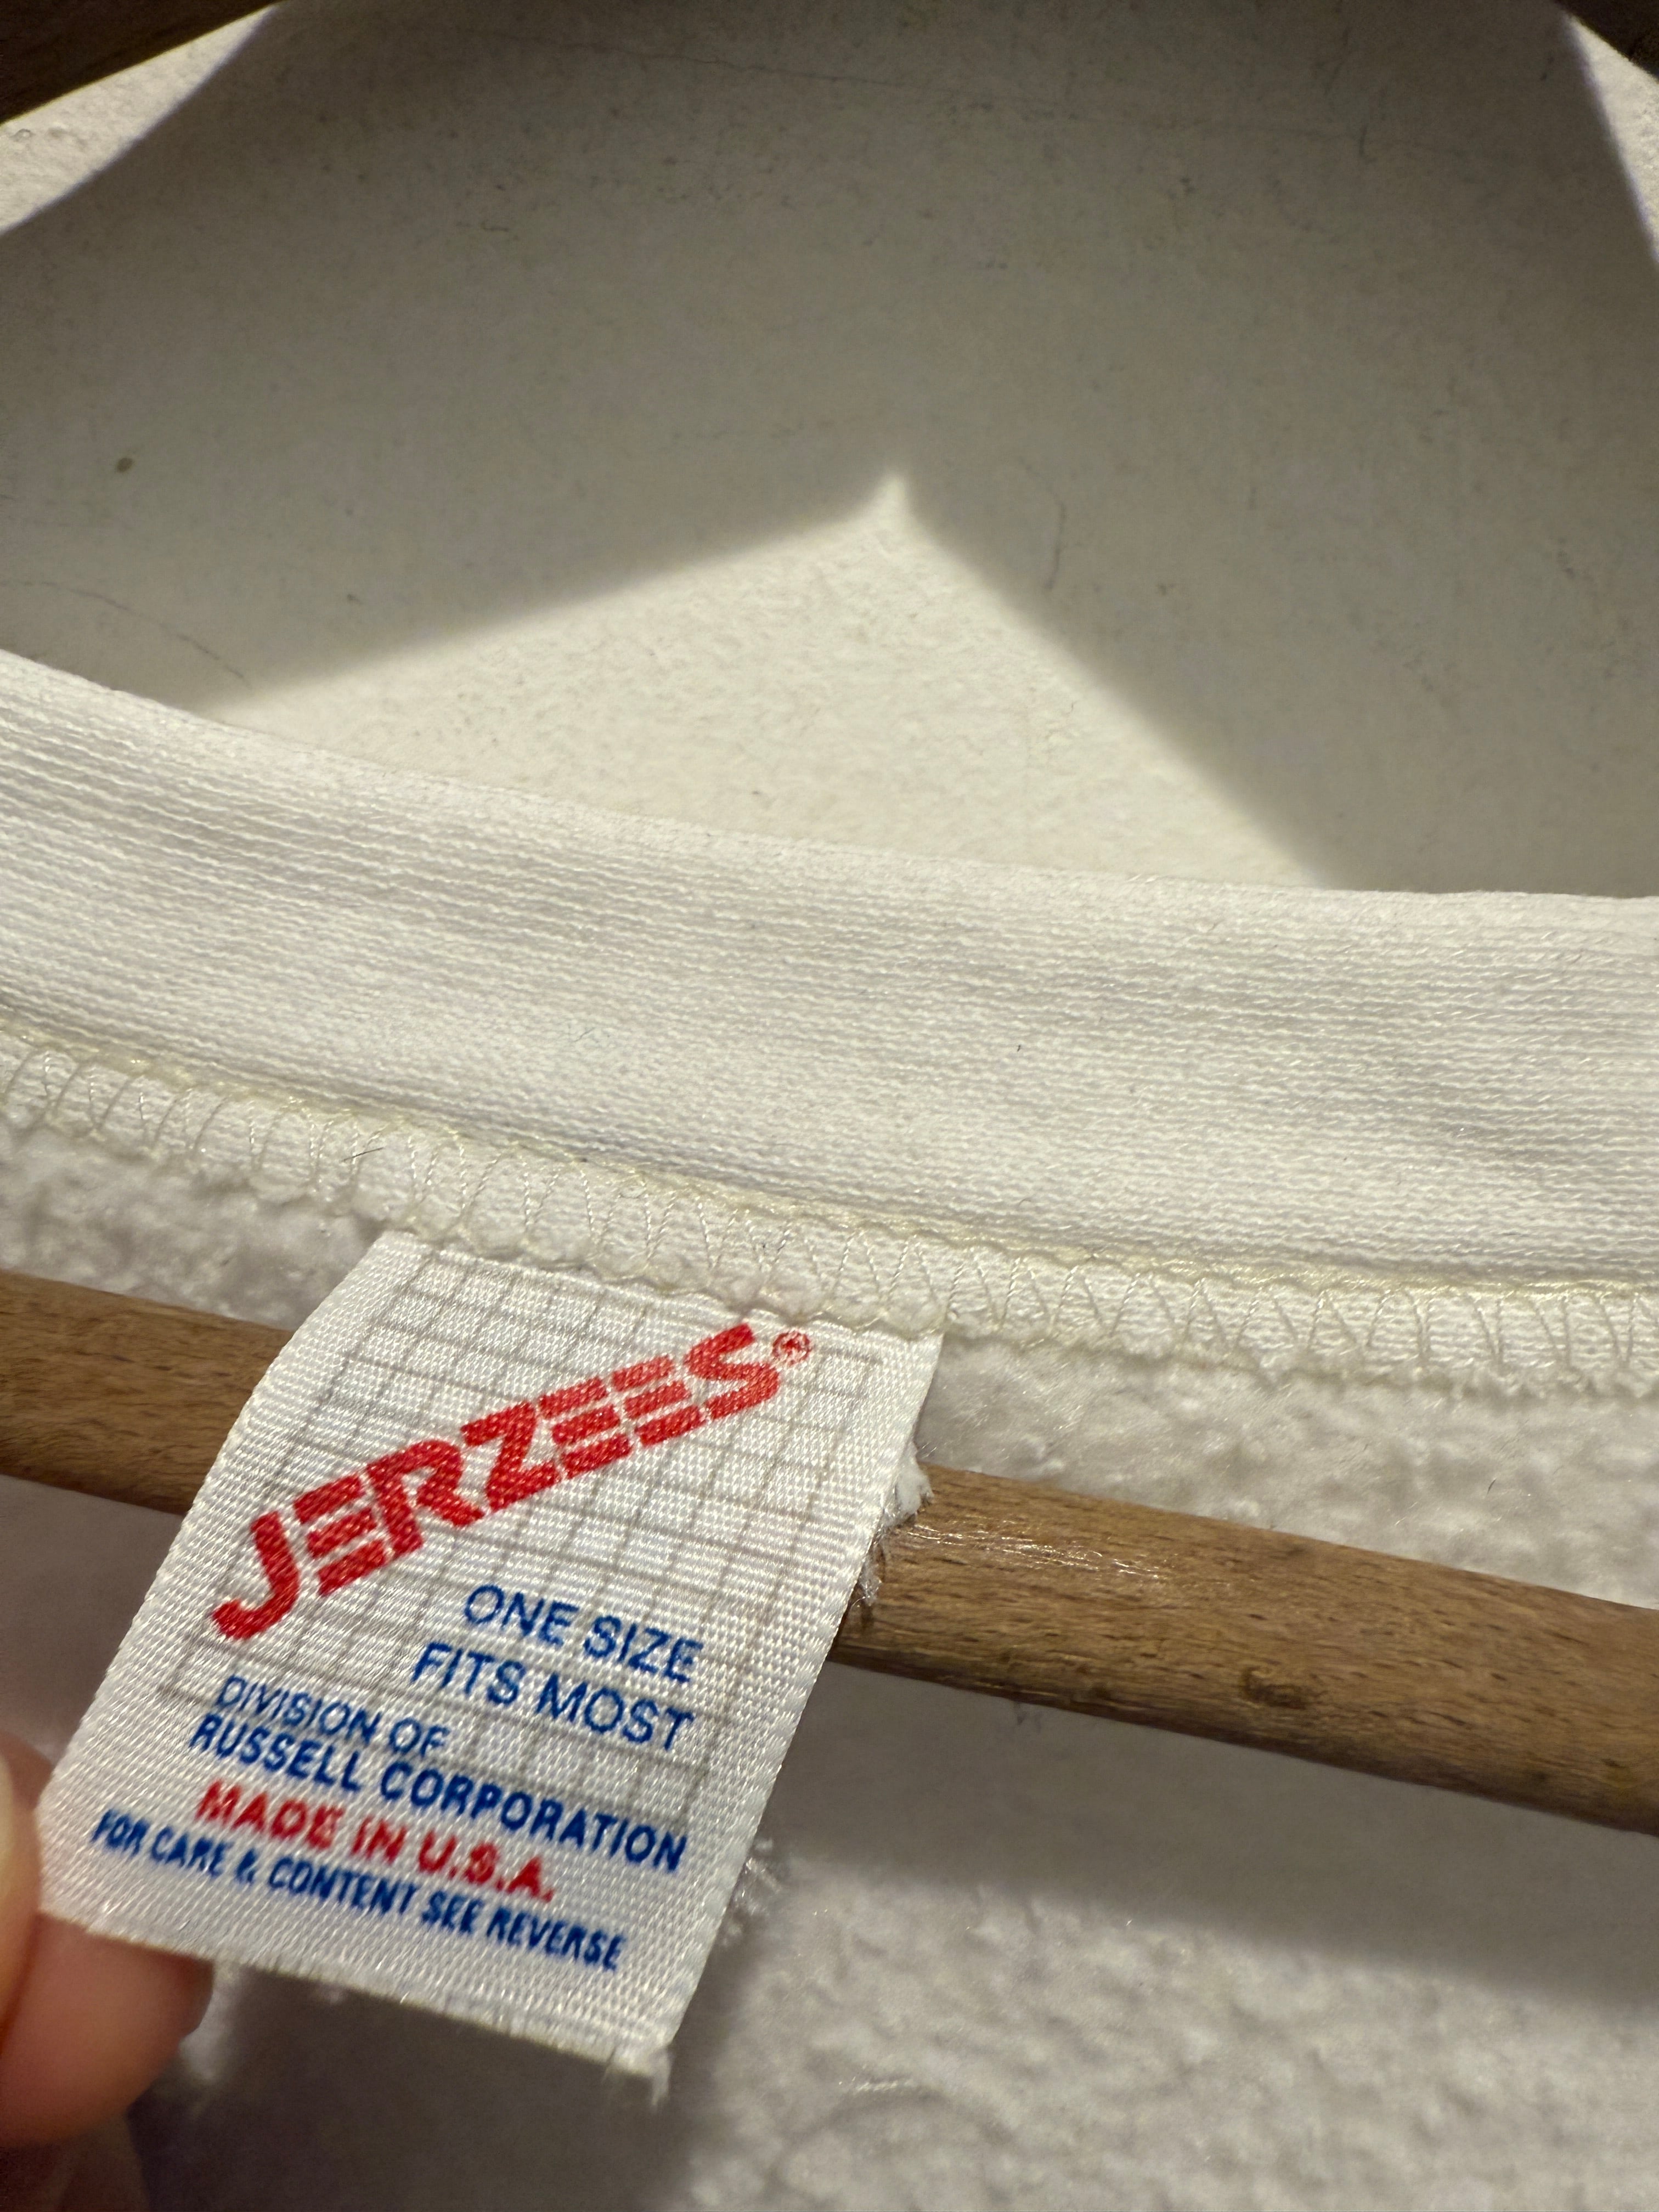 JERZEES®
ONE SIZE
FITS MOST
DIVISION OF
RUSSELL CORPORATION
MADE IN U.S.A.
FOR CARE & CONTENT SEE REVERSE